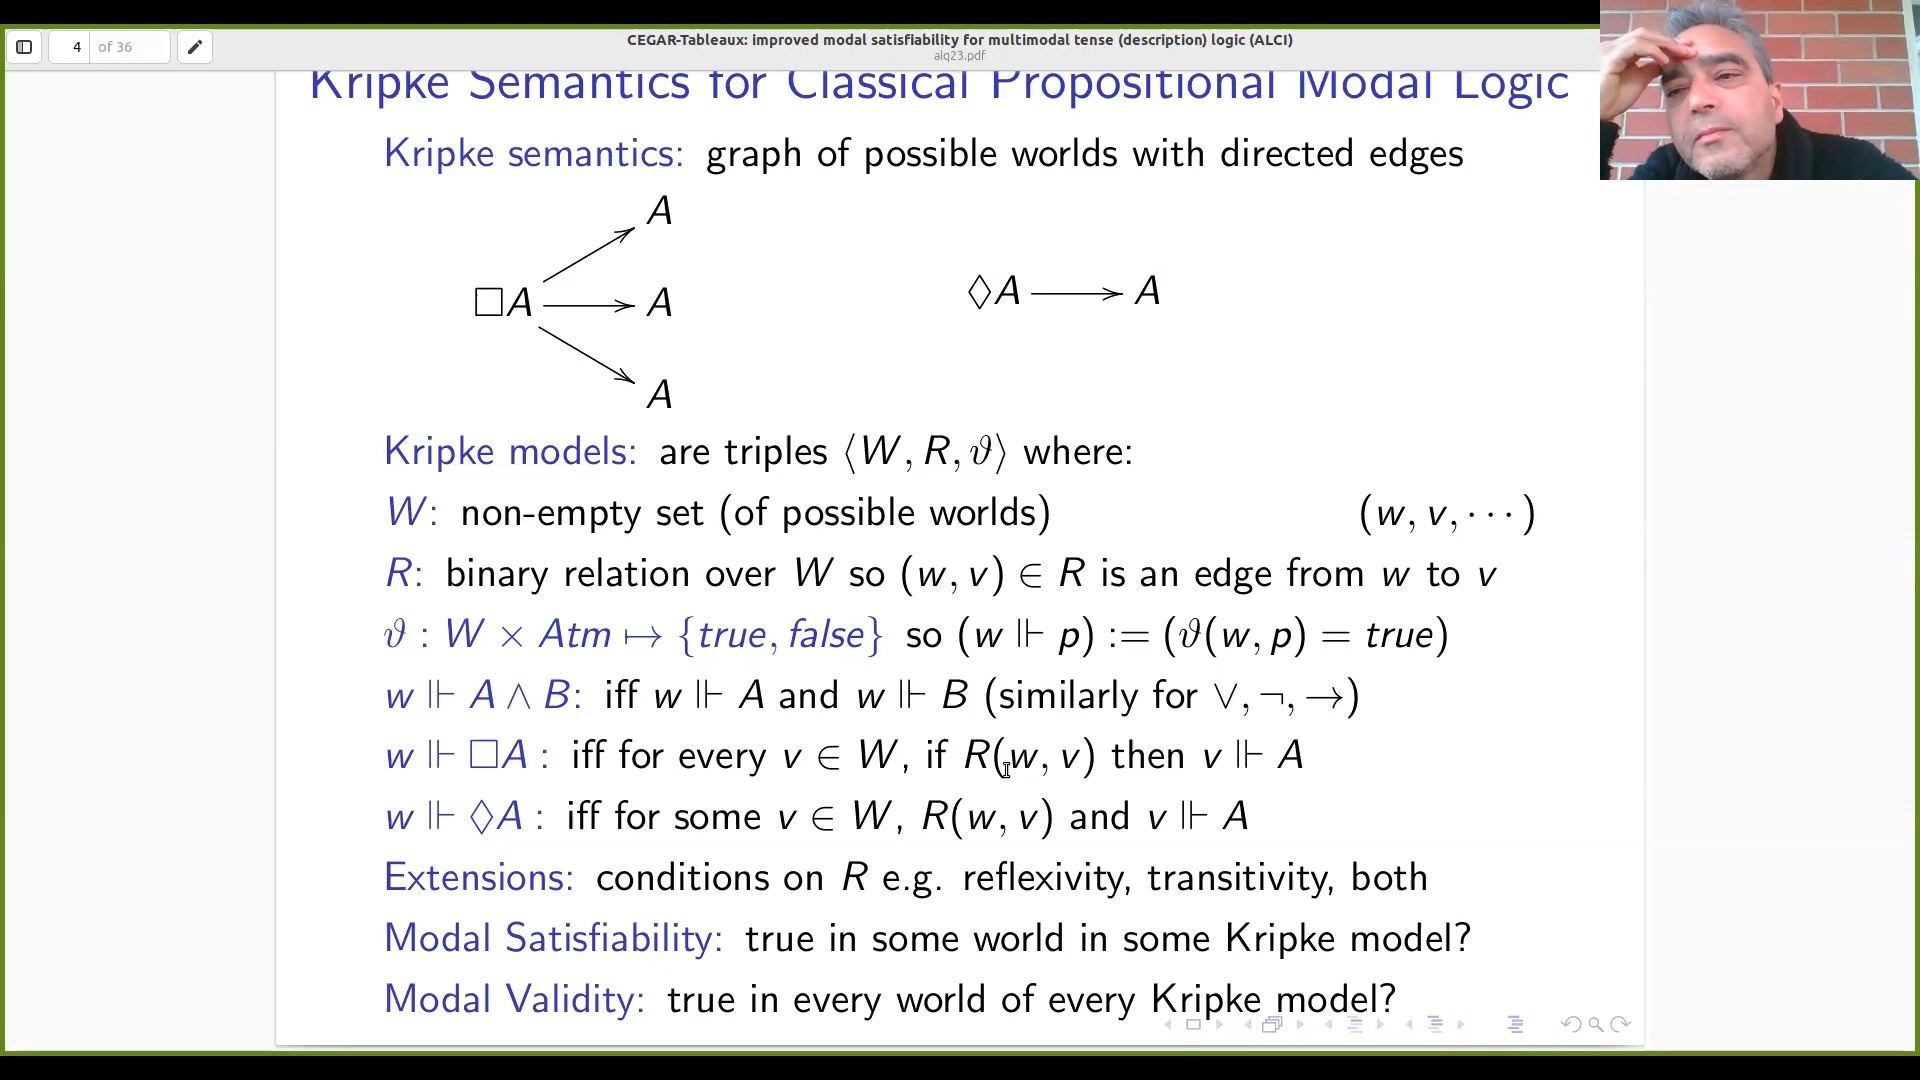 4 of 36
CEGAR-Tableaux: improved modal satisfiability for multimodal tense (description) logic (ALCI)
alq23.pdf
Kripke Semantics for Classical Propositional Modal Logic
Kripke semantics: graph of possible worlds with directed edges
A
□A A
A
◊A A
Kripke models: are triples ⟨W, R, ϑ⟩ where:
W: non-empty set (of possible worlds) (w, v, ⋯)
R: binary relation over W so (w, v) ∈ R is an edge from w to v
ϑ : W × Atm ↦ {true, false} so (w ⊩ p) := (ϑ(w, p) = true)
w ⊩ A ∧ B: iff w ⊩ A and w ⊩ B (similarly for ∨, ¬, →)
w ⊩ □A : iff for every v ∈ W, if R(w, v) then v ⊩ A
w ⊩ ◊A : iff for some v ∈ W, R(w, v) and v ⊩ A
Extensions: conditions on R e.g. reflexivity, transitivity, both
Modal Satisfiability: true in some world in some Kripke model?
Modal Validity: true in every world of every Kripke model?